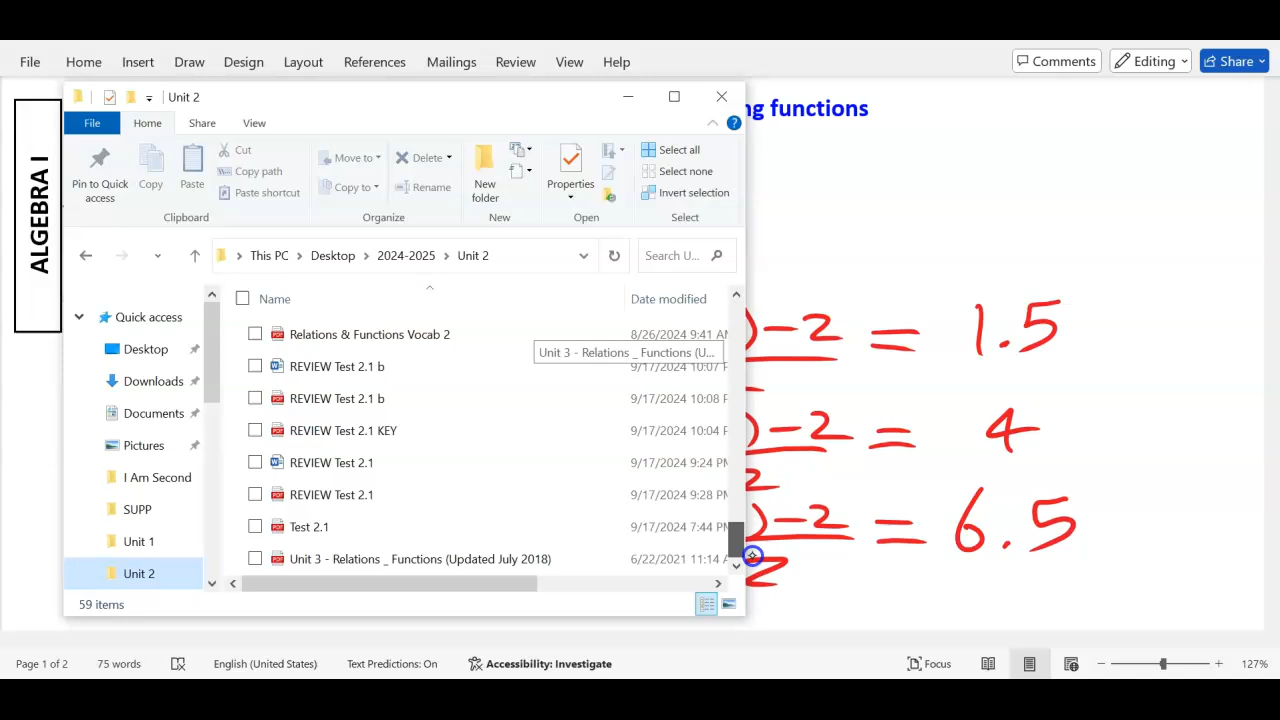 File Home Insert Draw Design Layout References Mailings Review View Help Comments Editing Share
ALGEBRA I
ng functions
Unit 2
File Home Share View
Pin to Quick access
Copy
Paste
Cut
Copy path
Paste shortcut
Clipboard
Move to
Copy to
Delete
Rename
Organize
New folder
New
Properties
Open
Select all
Select none
Invert selection
Select
This PC > Desktop > 2024-2025 > Unit 2
Search U...
Name Date modified
Quick access
Desktop
Downloads
Documents
Pictures
I Am Second
SUPP
Unit 1
Unit 2
Relations & Functions Vocab 2 8/26/2024 9:41 AM
Unit 3 - Relations _ Functions (U...
REVIEW Test 2.1 b 9/17/2024 10:07
REVIEW Test 2.1 b 9/17/2024 10:08
REVIEW Test 2.1 KEY 9/17/2024 10:04
REVIEW Test 2.1 9/17/2024 9:24 PM
REVIEW Test 2.1 9/17/2024 9:28 PM
Test 2.1 9/17/2024 7:44 PM
Unit 3 - Relations _ Functions (Updated July 2018) 6/22/2021 11:14
59 items
)-2 = 1.5
)-2 = 4
2
)-2 = 6.5
2
Page 1 of 2 75 words English (United States) Text Predictions: On Accessibility: Investigate Focus 127%